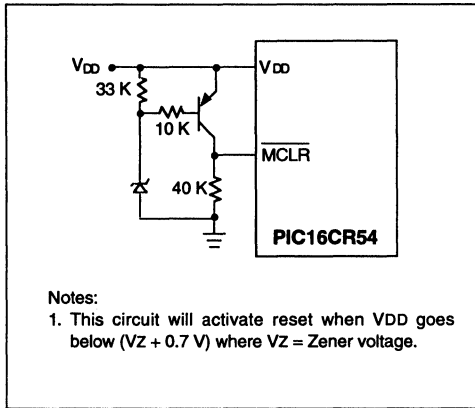 VDD VDD
33 K
10 K
MCLR
40 K
PIC16CR54
Notes:
1. This circuit will activate reset when VDD goes
below (VZ + 0.7 V) where VZ = Zener voltage.